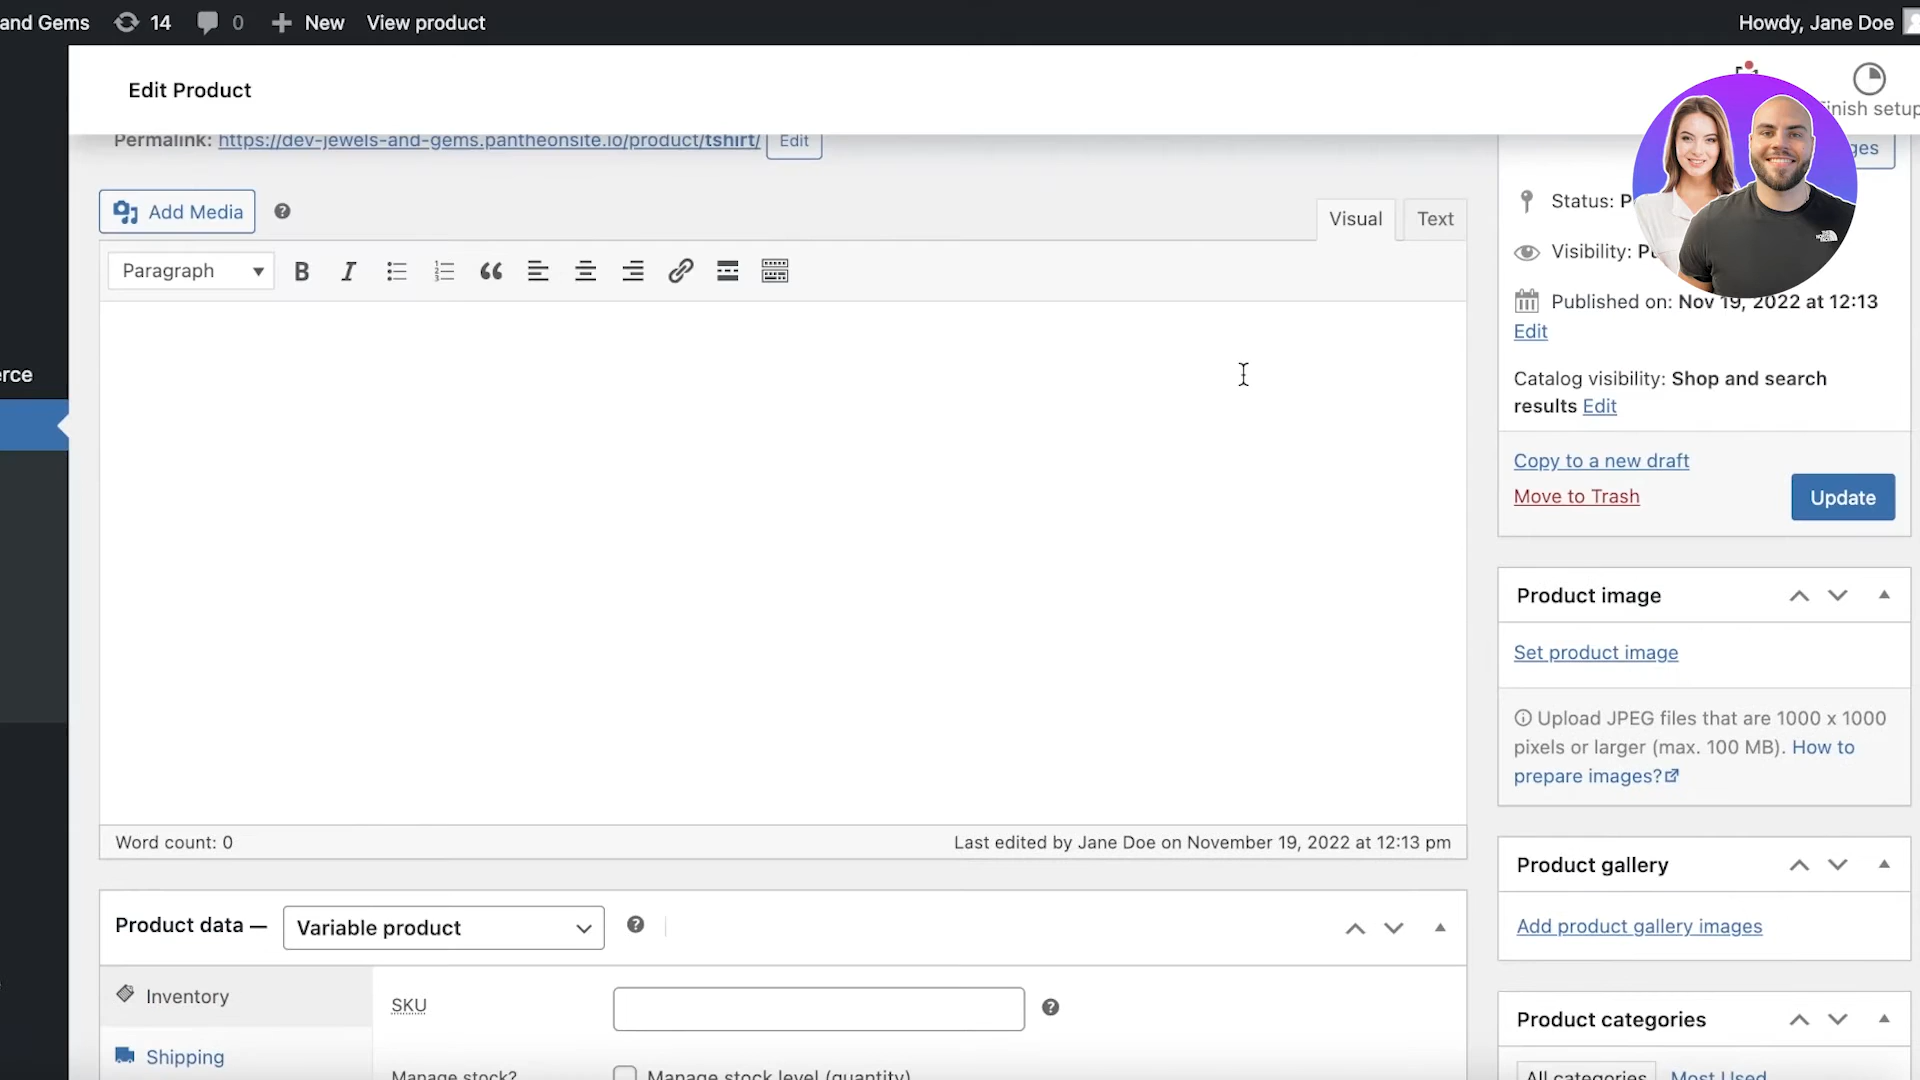 and Gems 14 0 New View product Howdy, Jane Doe
Edit Product
Finish setup
Permalink: https://dev-jewels-and-gems.pantheonsite.io/product/tshirt/ Edit
Add Media
Visual Text
Paragraph
Status:
Visibility:
Published on: Nov 19, 2022 at 12:13
Edit
Catalog visibility: Shop and search
results Edit
Copy to a new draft
Move to Trash
Update
Product image
Set product image
Upload JPEG files that are 1000 x 1000
pixels or larger (max. 100 MB). How to
prepare images?
Word count: 0 Last edited by Jane Doe on November 19, 2022 at 12:13 pm
Product gallery
Add product gallery images
Product data — Variable product
Inventory
SKU
Shipping
Manage stock? Manage stock level (quantity)
Product categories
All categories Most Used